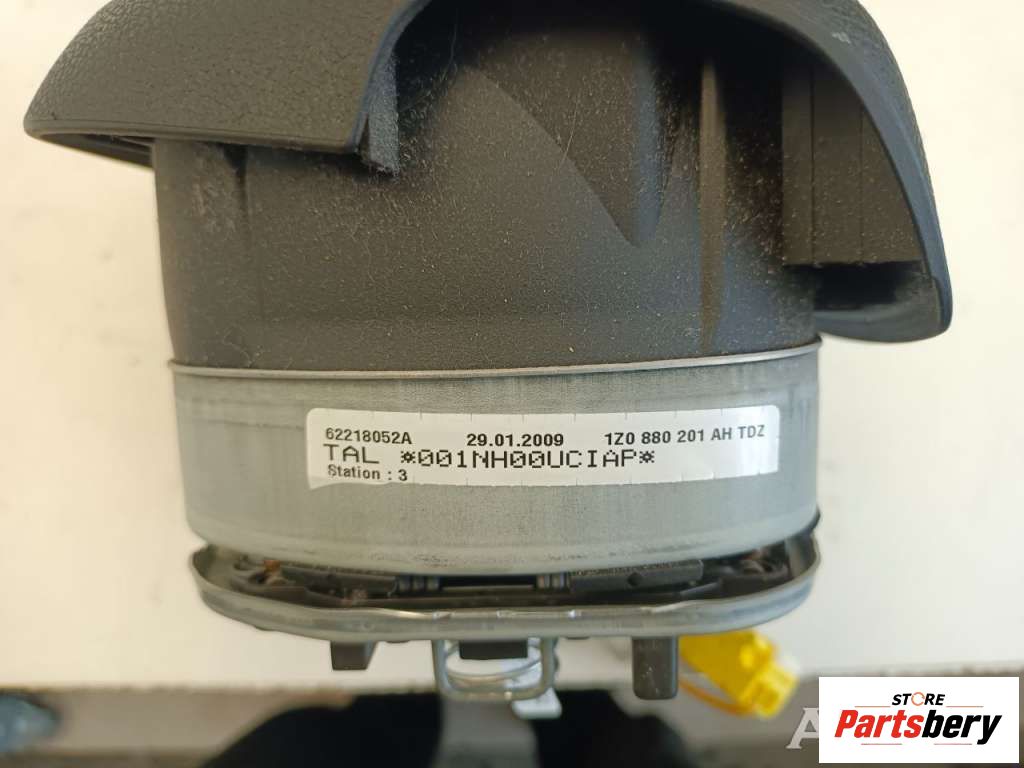 62218052A 29.01.2009 1Z0 880 201 AH TDZ
TAL *001NH00UCIAP*
Station : 3
STORE
Partsbery